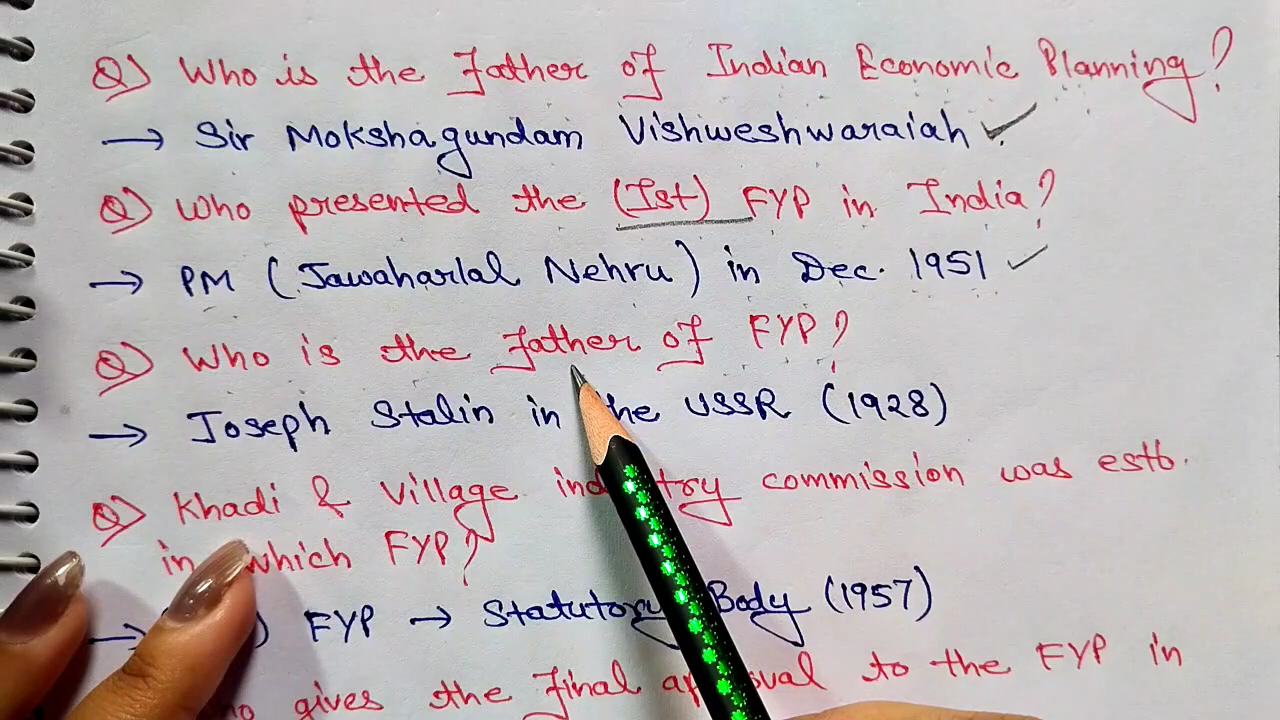 Q) Who is the Father of Indian Economic Planning?
→ Sir Mokshagundam Vishweshwaraiah ✓
Q) Who presented the (Ist) FYP in India?
→ PM (Jawaharlal Nehru) in Dec. 1951 ✓
Q) Who is the Father of FYP?
→ Joseph Stalin in the USSR (1928)
Q) Khadi & Village industry commission was estb.
in which FYP?
→ ) FYP → Statutory Body (1957)
gives the final approval to the FYP in